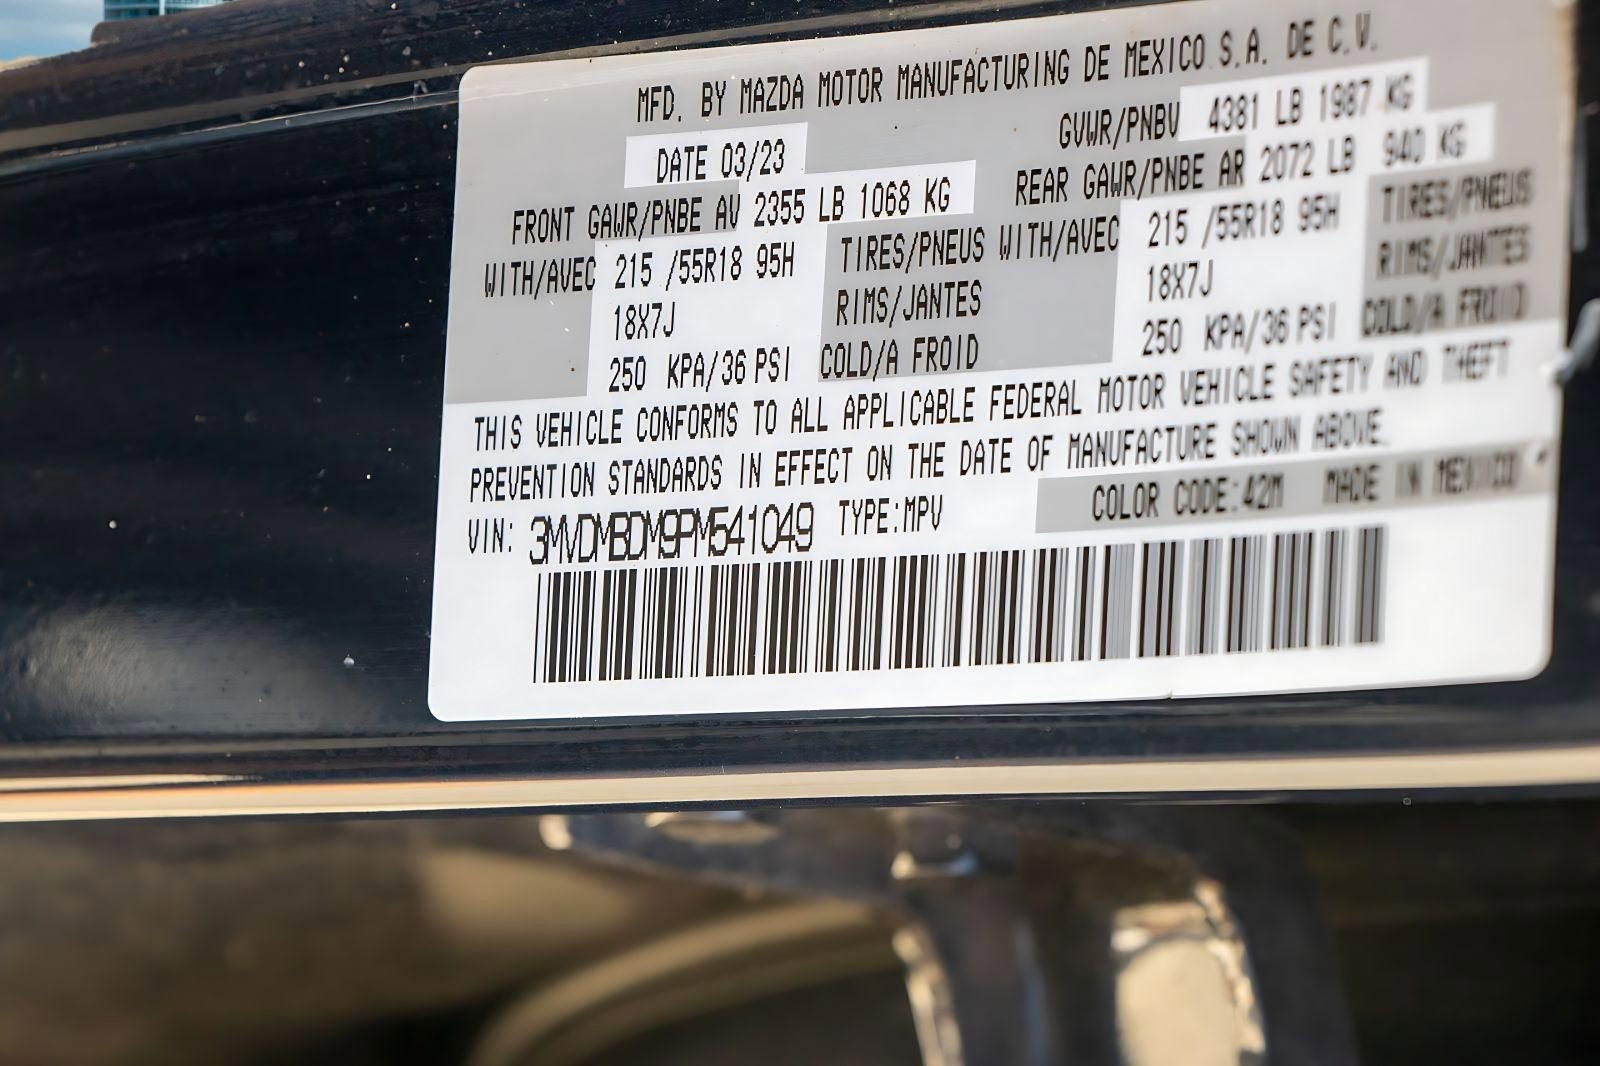 MFD. BY MAZDA MOTOR MANUFACTURING DE MEXICO S.A. DE C.V.
DATE 03/23 GVWR/PNBV 4381 LB 1987 KG
FRONT GAWR/PNBE AV 2355 LB 1068 KG REAR GAWR/PNBE AR 2072 LB 940 KG
WITH/AVEC 215 /55R18 95H TIRES/PNEUS WITH/AVEC 215 /55R18 95H TIRES/PNEUS
18X7J RIMS/JANTES 18X7J RIMS/JANTES
250 KPA/36 PSI COLD/A FROID 250 KPA/36 PSI COLD/A FROID
THIS VEHICLE CONFORMS TO ALL APPLICABLE FEDERAL MOTOR VEHICLE SAFETY AND THEFT
PREVENTION STANDARDS IN EFFECT ON THE DATE OF MANUFACTURE SHOWN ABOVE.
VIN: 3MVDMBDM9PM541049 TYPE:MPV COLOR CODE:42M MADE IN MEXICO